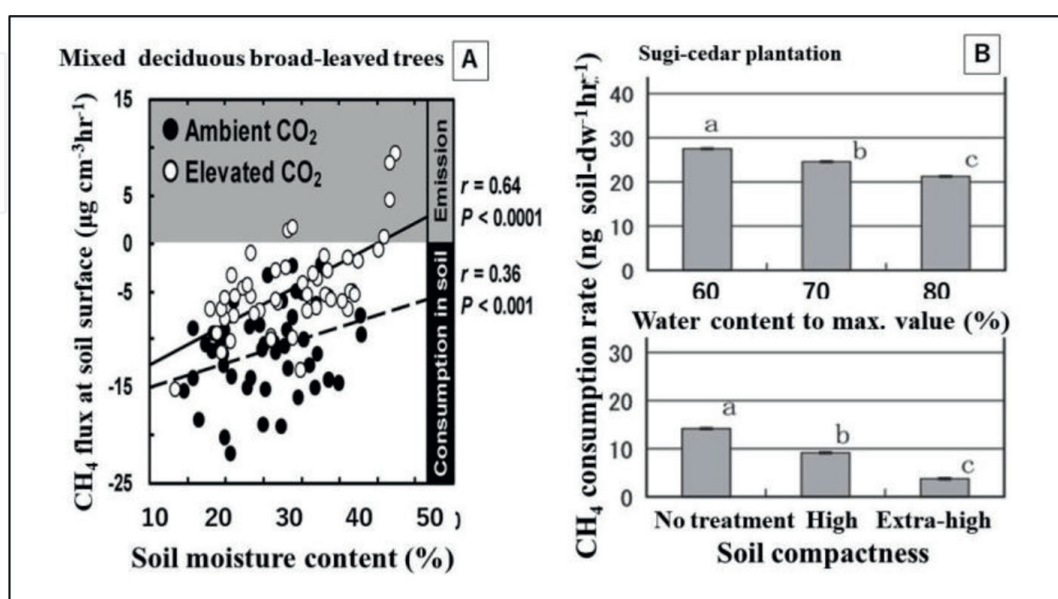 Mixed deciduous broad-leaved trees
A
CH4 flux at soil surface (µg cm-3hr-1)
15
5
0
-5
-15
-25
Ambient CO2
Elevated CO2
Emission
Consumption in soil
r = 0.64
P < 0.0001
r = 0.36
P < 0.001
10 20 30 40 50
Soil moisture content (%)
Sugi-cedar plantation
B
CH4 consumption rate (ng soil-dw-1hr-1)
40
30
20
10
0
a
b
c
60 70 80
Water content to max. value (%)
30
20
10
0
a
b
c
No treatment High Extra-high
Soil compactness